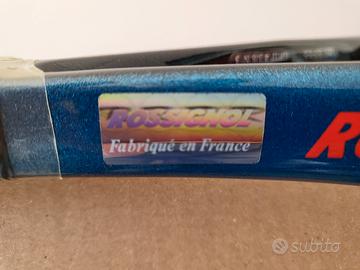 ROSSIGNOL
Fabriqué en France
R
subito